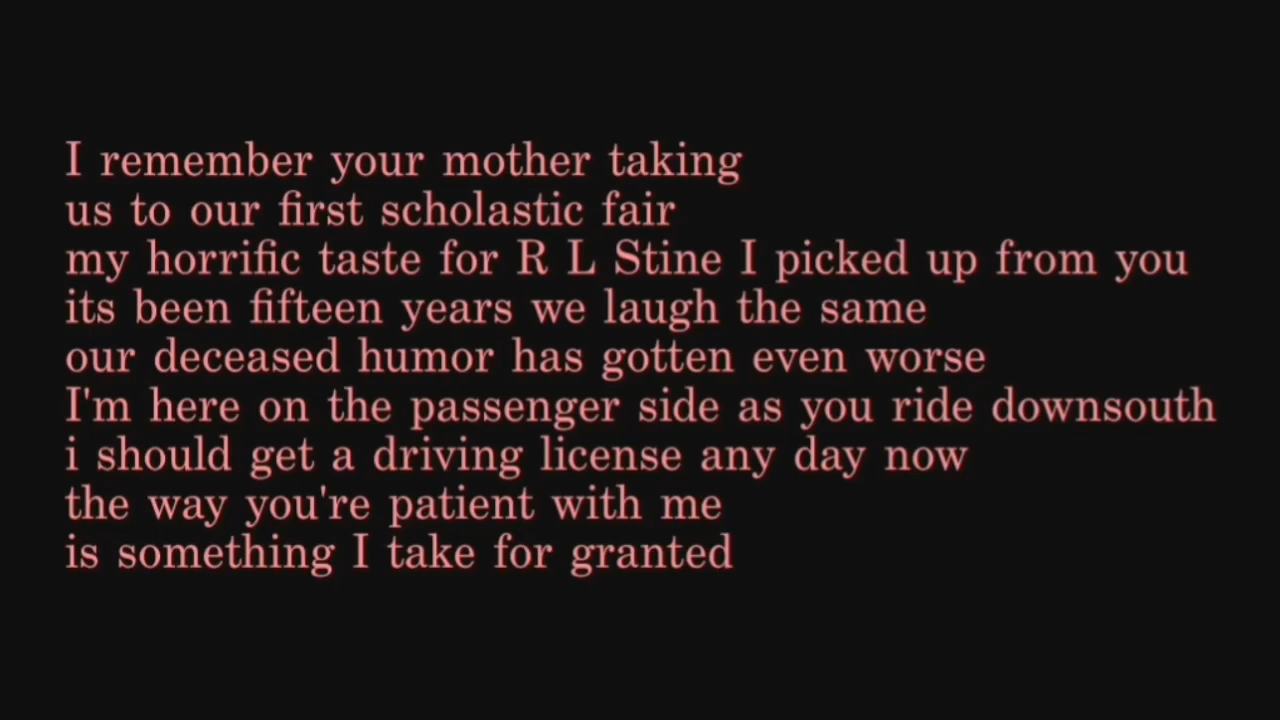 I remember your mother taking
us to our first scholastic fair
my horrific taste for R L Stine I picked up from you
its been fifteen years we laugh the same
our deceased humor has gotten even worse
I'm here on the passenger side as you ride downsouth
i should get a driving license any day now
the way you're patient with me
is something I take for granted